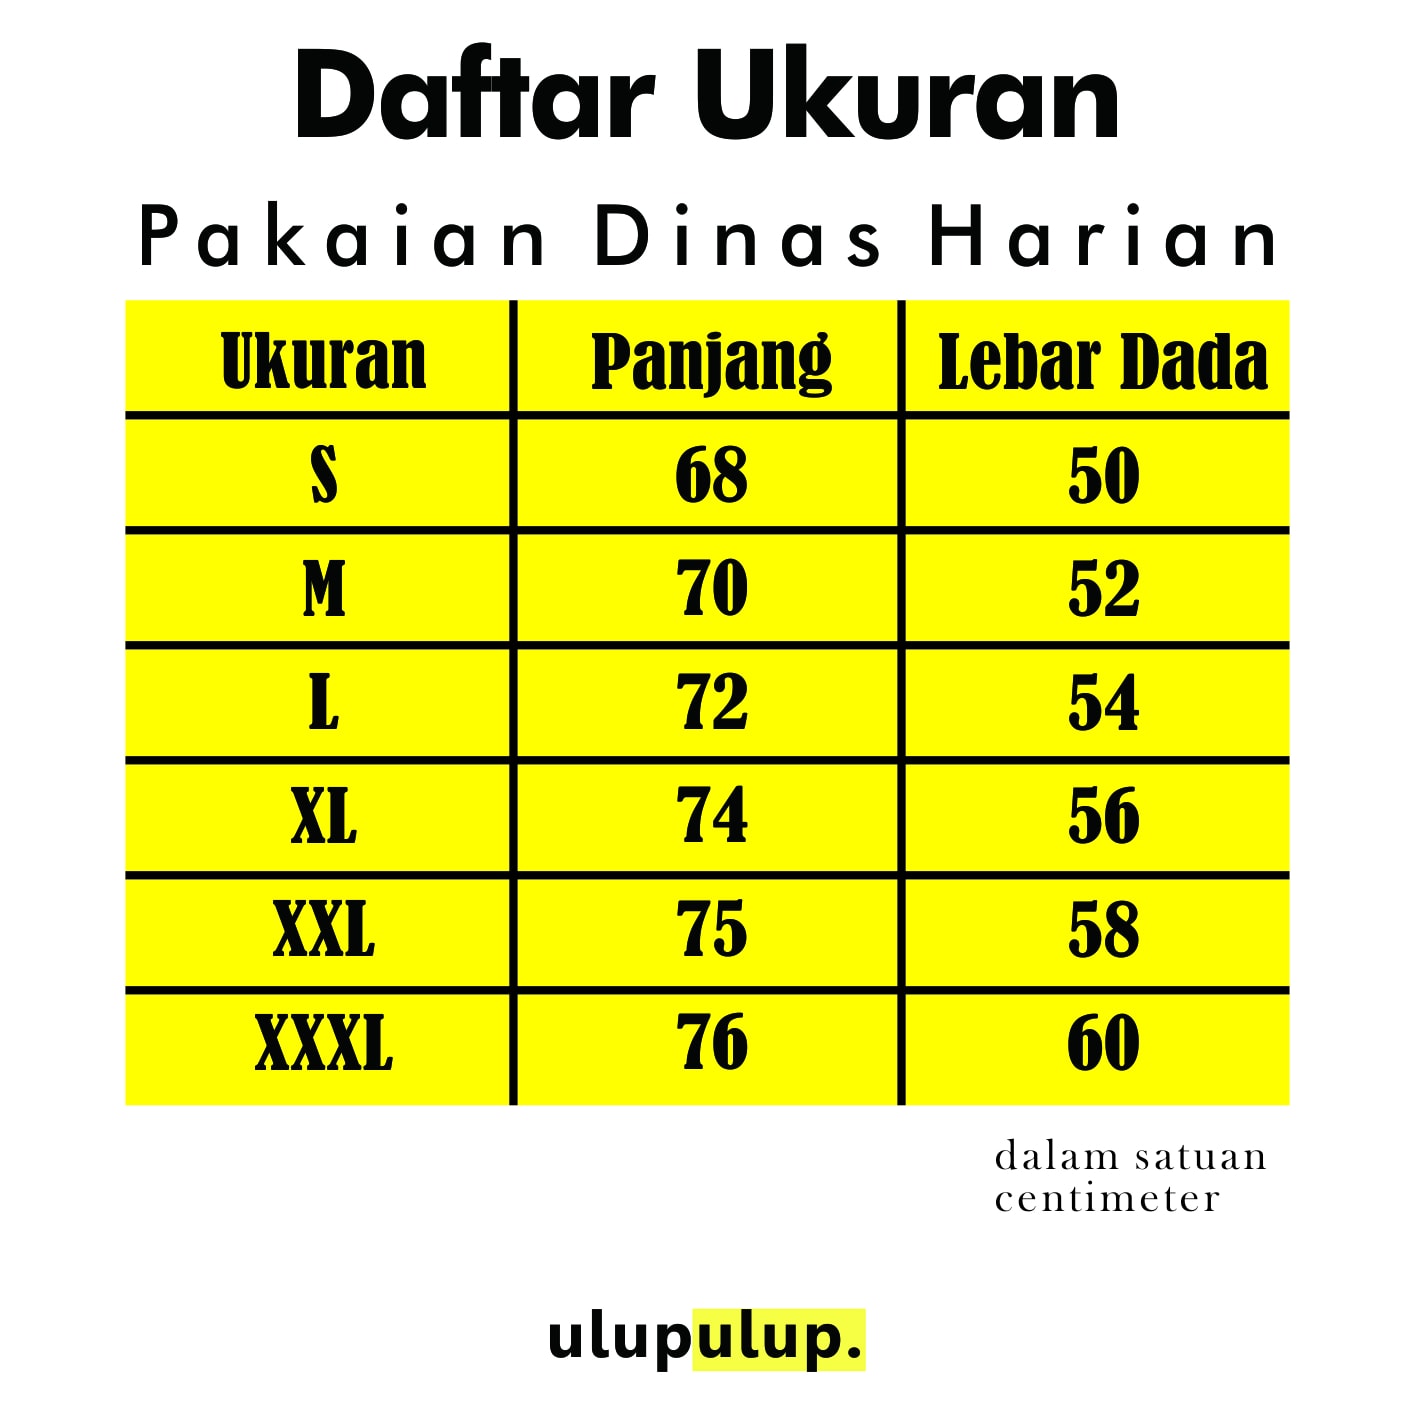 Daftar Ukuran
Pakaian Dinas Harian
Ukuran Panjang Lebar Dada
S 68 50
M 70 52
L 72 54
XL 74 56
XXL 75 58
XXXL 76 60
dalam satuan
centimeter
ulupulup.